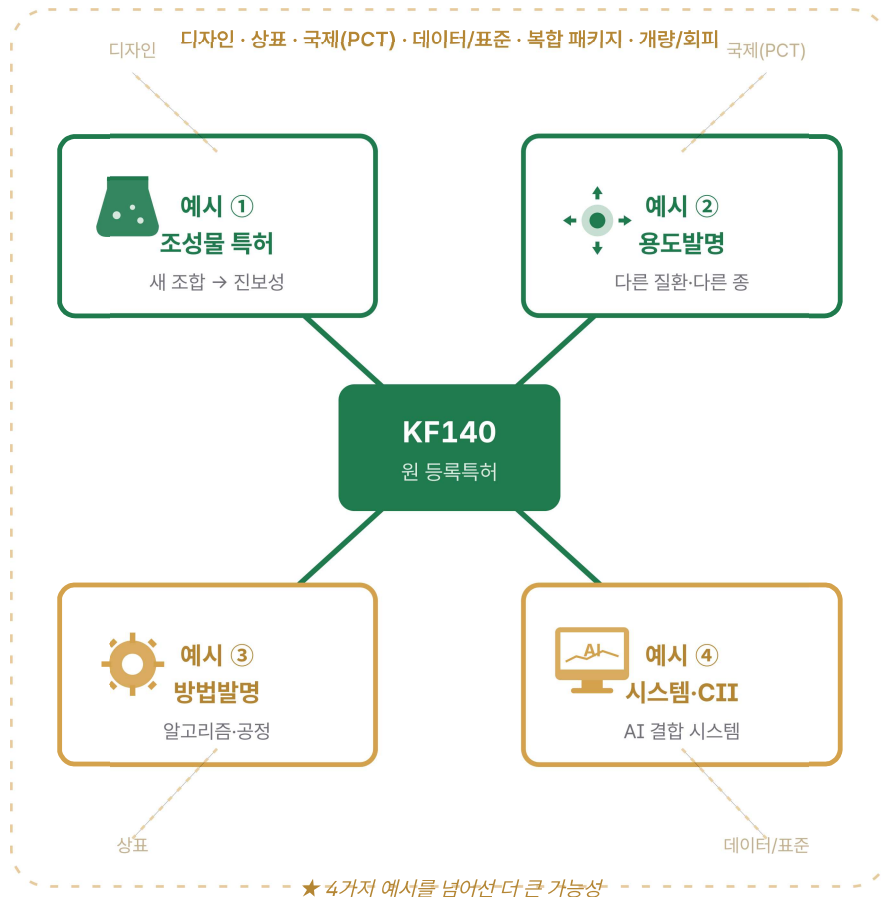 디자인 · 상표 · 국제(PCT) · 데이터/표준 · 복합 패키지 · 개량/회피
디자인
국제(PCT)
예시 ①
조성물 특허
새 조합 → 진보성
예시 ②
용도발명
다른 질환·다른 종
KF140
원 등록특허
예시 ③
방법발명
알고리즘·공정
AI
예시 ④
시스템·CII
AI 결합 시스템
상표
데이터/표준
★ 4가지 예시를 넘어선 더 큰 가능성